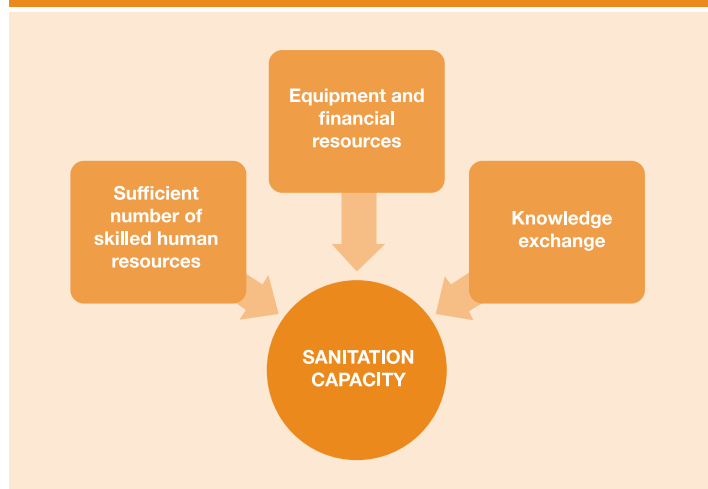 Equipment and
financial
resources
Sufficient
number of
skilled human
resources
Knowledge
exchange
SANITATION
CAPACITY